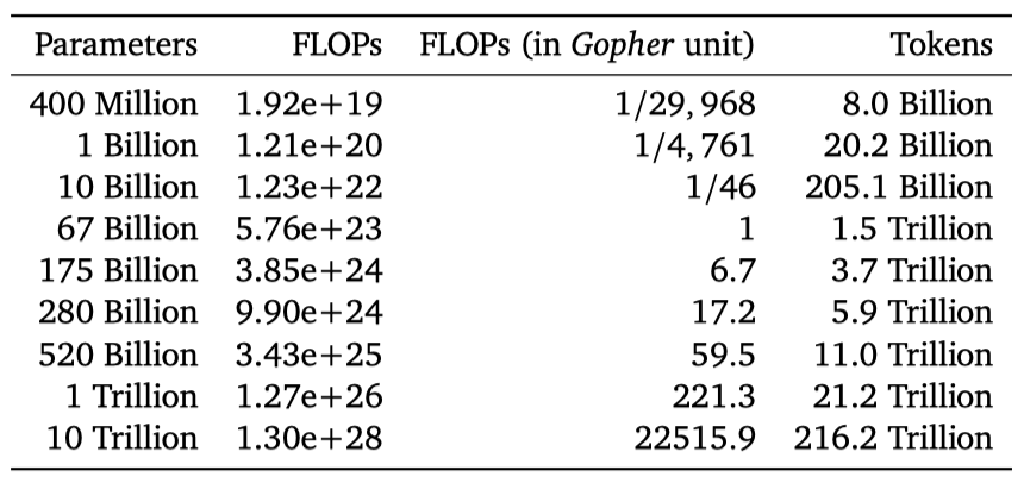 Parameters FLOPs FLOPs (in Gopher unit) Tokens
400 Million 1.92e+19 1/29,968 8.0 Billion
1 Billion 1.21e+20 1/4,761 20.2 Billion
10 Billion 1.23e+22 1/46 205.1 Billion
67 Billion 5.76e+23 1 1.5 Trillion
175 Billion 3.85e+24 6.7 3.7 Trillion
280 Billion 9.90e+24 17.2 5.9 Trillion
520 Billion 3.43e+25 59.5 11.0 Trillion
1 Trillion 1.27e+26 221.3 21.2 Trillion
10 Trillion 1.30e+28 22515.9 216.2 Trillion